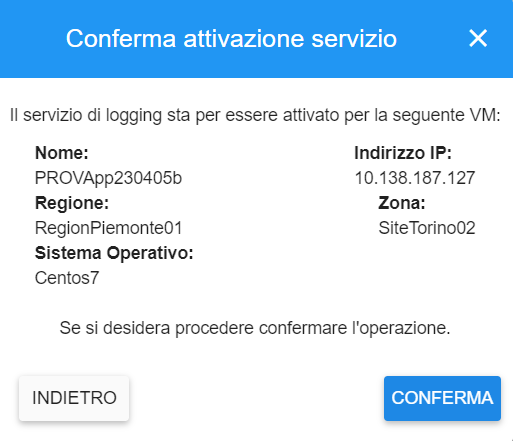 Conferma attivazione servizio ×
Il servizio di logging sta per essere attivato per la seguente VM:
Nome: Indirizzo IP:
PROVApp230405b 10.138.187.127
Regione: Zona:
RegionPiemonte01 SiteTorino02
Sistema Operativo:
Centos7
Se si desidera procedere confermare l'operazione.
INDIETRO CONFERMA